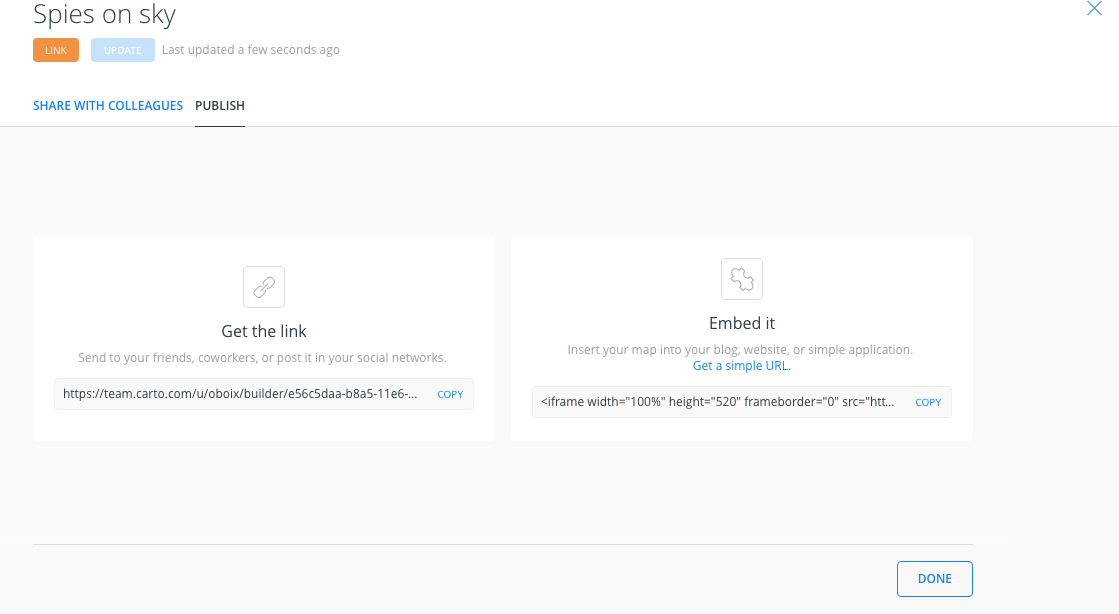 Spies on sky
LINK UPDATE Last updated a few seconds ago
SHARE WITH COLLEAGUES PUBLISH
Get the link
Send to your friends, coworkers, or post it in your social networks.
https://team.carto.com/u/oboix/builder/e56c5daa-b8a5-11e6-... COPY
Embed it
Insert your map into your blog, website, or simple application.
Get a simple URL.
<iframe width="100%" height="520" frameborder="0" src="htt... COPY
DONE